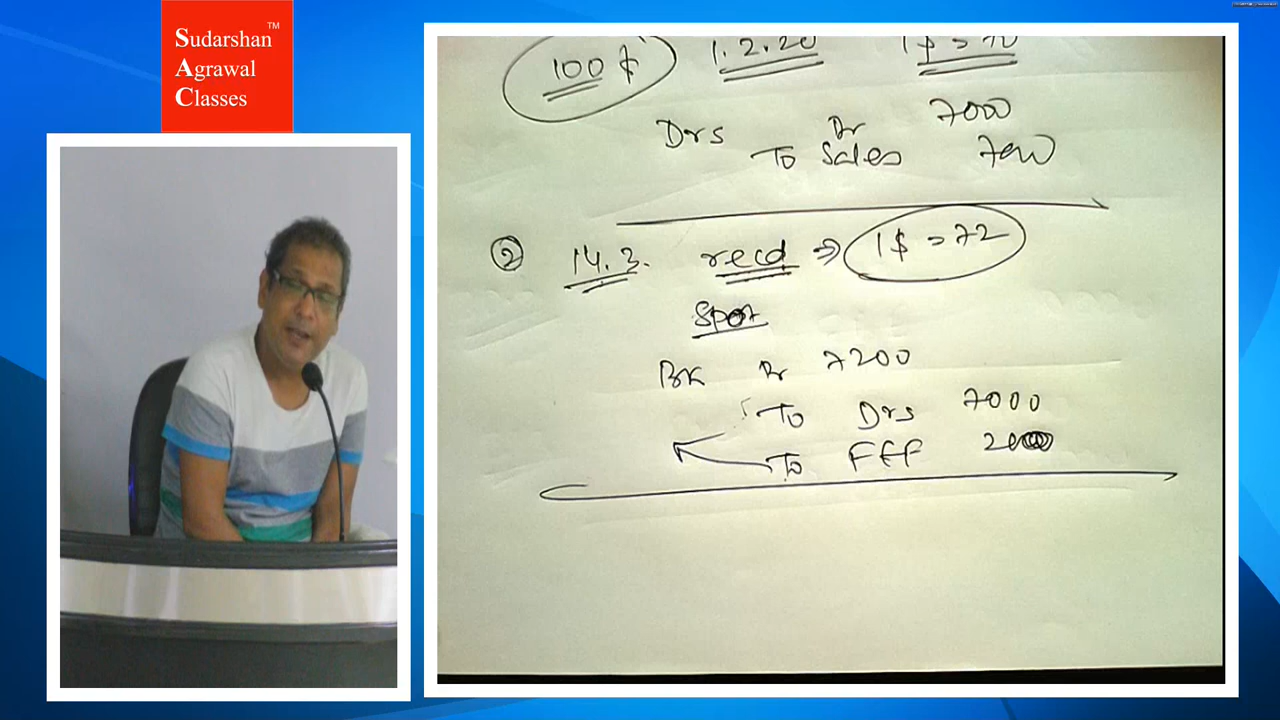 Sudarshan™
Agrawal
Classes
100 $ 1.2.20 1 $ = 70
Drs Dr 7000
To Sales 7000
② 14.3. recd ⇒ 1 $ = 72
Spot
Bk Dr 7200
To Drs 7000
To Fff 200